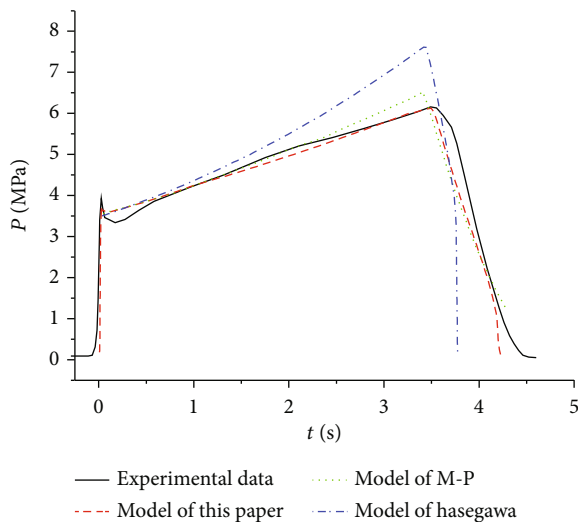 8
7
6
5
4
3
2
1
0
P (MPa)
0 1 2 3 4 5
t (s)
Experimental data
Model of M-P
Model of this paper
Model of hasegawa